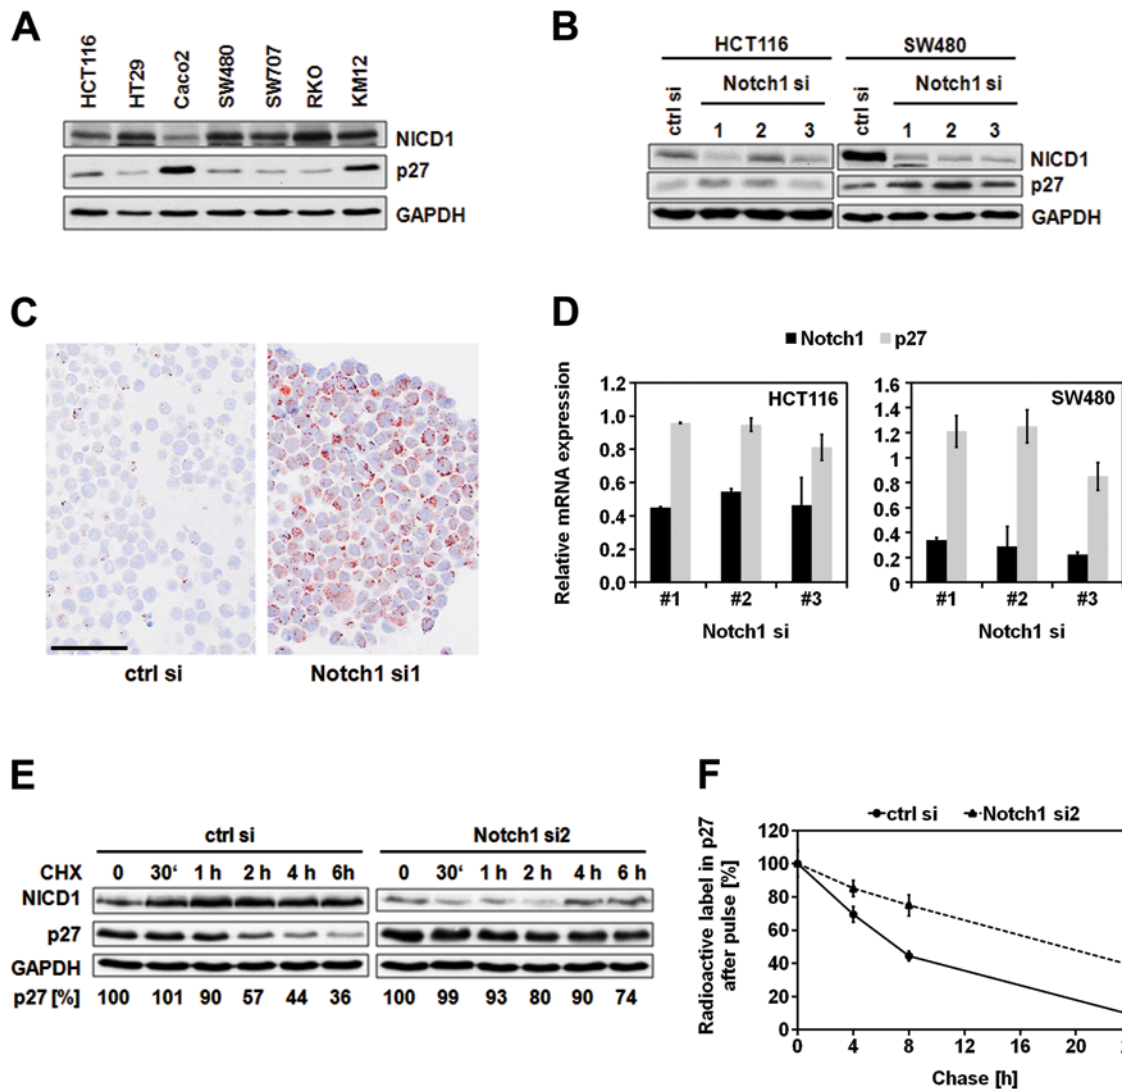 A
HCT116 HT29 Caco2 SW480 SW707 RKO KM12
NICD1
p27
GAPDH
B
HCT116 SW480
ctrl si Notch1 si ctrl si Notch1 si
1 2 3 1 2 3
NICD1
p27
GAPDH
C
ctrl si Notch1 si1
D
Notch1 p27
Relative mRNA expression
1.2 HCT116
1.0
0.8
0.6
0.4
0.2
0.0
#1 #2 #3
Notch1 si
1.6 SW480
1.4
1.2
1
0.8
0.6
0.4
0.2
0
#1 #2 #3
Notch1 si
E
ctrl si Notch1 si2
CHX 0 30‘ 1 h 2 h 4 h 6h 0 30‘ 1 h 2 h 4 h 6 h
NICD1
p27
GAPDH
p27 [%] 100 101 90 57 44 36 100 99 93 80 90 74
F
ctrl si Notch1 si2
Radioactive label in p27
after pulse [%]
120
100
80
60
40
20
0
0 4 8 12 16 20
Chase [h]